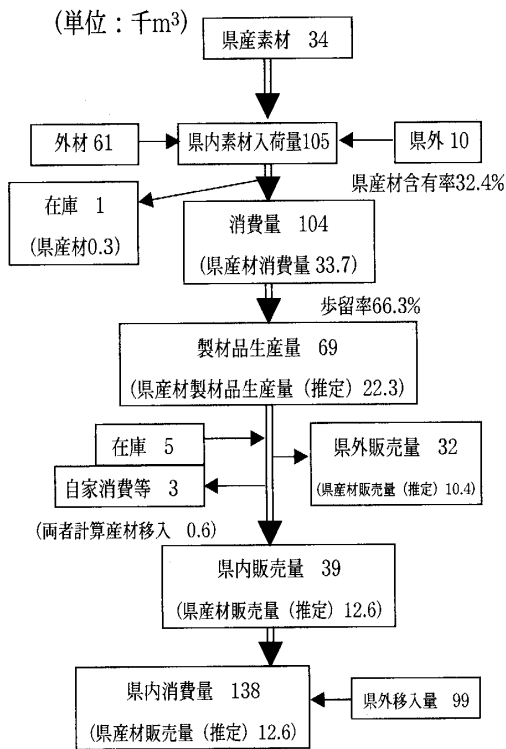 (単位：千m³)
県産素材　34
外材 61
県内素材入荷量105
県外 10
県産材含有率32.4%
在庫　1
(県産材0.3)
消費量　104
(県産材消費量 33.7)
歩留率66.3%
製材品生産量　69
(県産材製材品生産量（推定）22.3)
在庫　5
自家消費等　3
(両者計算産材移入　0.6)
県外販売量　32
(県産材販売量（推定）10.4)
県内販売量　39
(県産材販売量（推定）12.6)
県内消費量　138
(県産材販売量（推定）12.6)
県外移入量　99